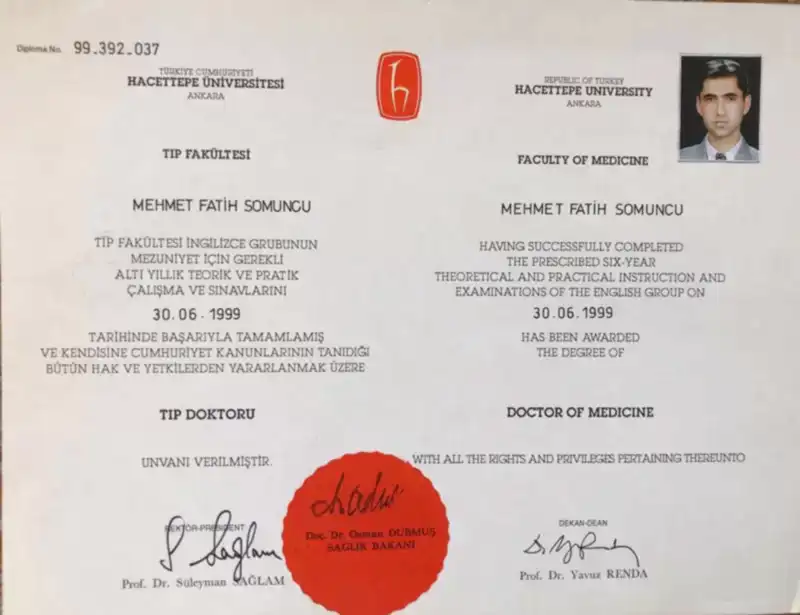 Diploma No. 99.392.037
TÜRKİYE CUMHURİYETİ
HACETTEPE ÜNİVERSİTESİ
ANKARA
TIP FAKÜLTESİ
MEHMET FATİH SOMUNCU
TIP FAKÜLTESİ İNGİLİZCE GRUBUNUN
MEZUNİYET İÇİN GEREKLİ
ALTI YILLIK TEORİK VE PRATİK
ÇALIŞMA VE SINAVLARINI
30.06.1999
TARİHİNDE BAŞARIYLA TAMAMLAMIŞ
VE KENDİSİNE CUMHURİYET KANUNLARININ TANIDIĞI
BÜTÜN HAK VE YETKİLERDEN YARARLANMAK ÜZERE
TIP DOKTORU
UNVANI VERİLMİŞTİR.
REKTÖR-PRESIDENT
Prof. Dr. Süleyman SAĞLAM
REPUBLIC OF TURKEY
HACETTEPE UNIVERSITY
ANKARA
FACULTY OF MEDICINE
MEHMET FATİH SOMUNCU
HAVING SUCCESSFULLY COMPLETED
THE PRESCRIBED SIX-YEAR
THEORETICAL AND PRACTICAL INSTRUCTION AND
EXAMINATIONS OF THE ENGLISH GROUP ON
30.06.1999
HAS BEEN AWARDED
THE DEGREE OF
DOCTOR OF MEDICINE
WITH ALL THE RIGHTS AND PRIVILEGES PERTAINING THEREUNTO
DEKAN-DEAN
Prof. Dr. Yavuz RENDA
Doç. Dr. Osman DURMUŞ
SAĞLIK BAKANI